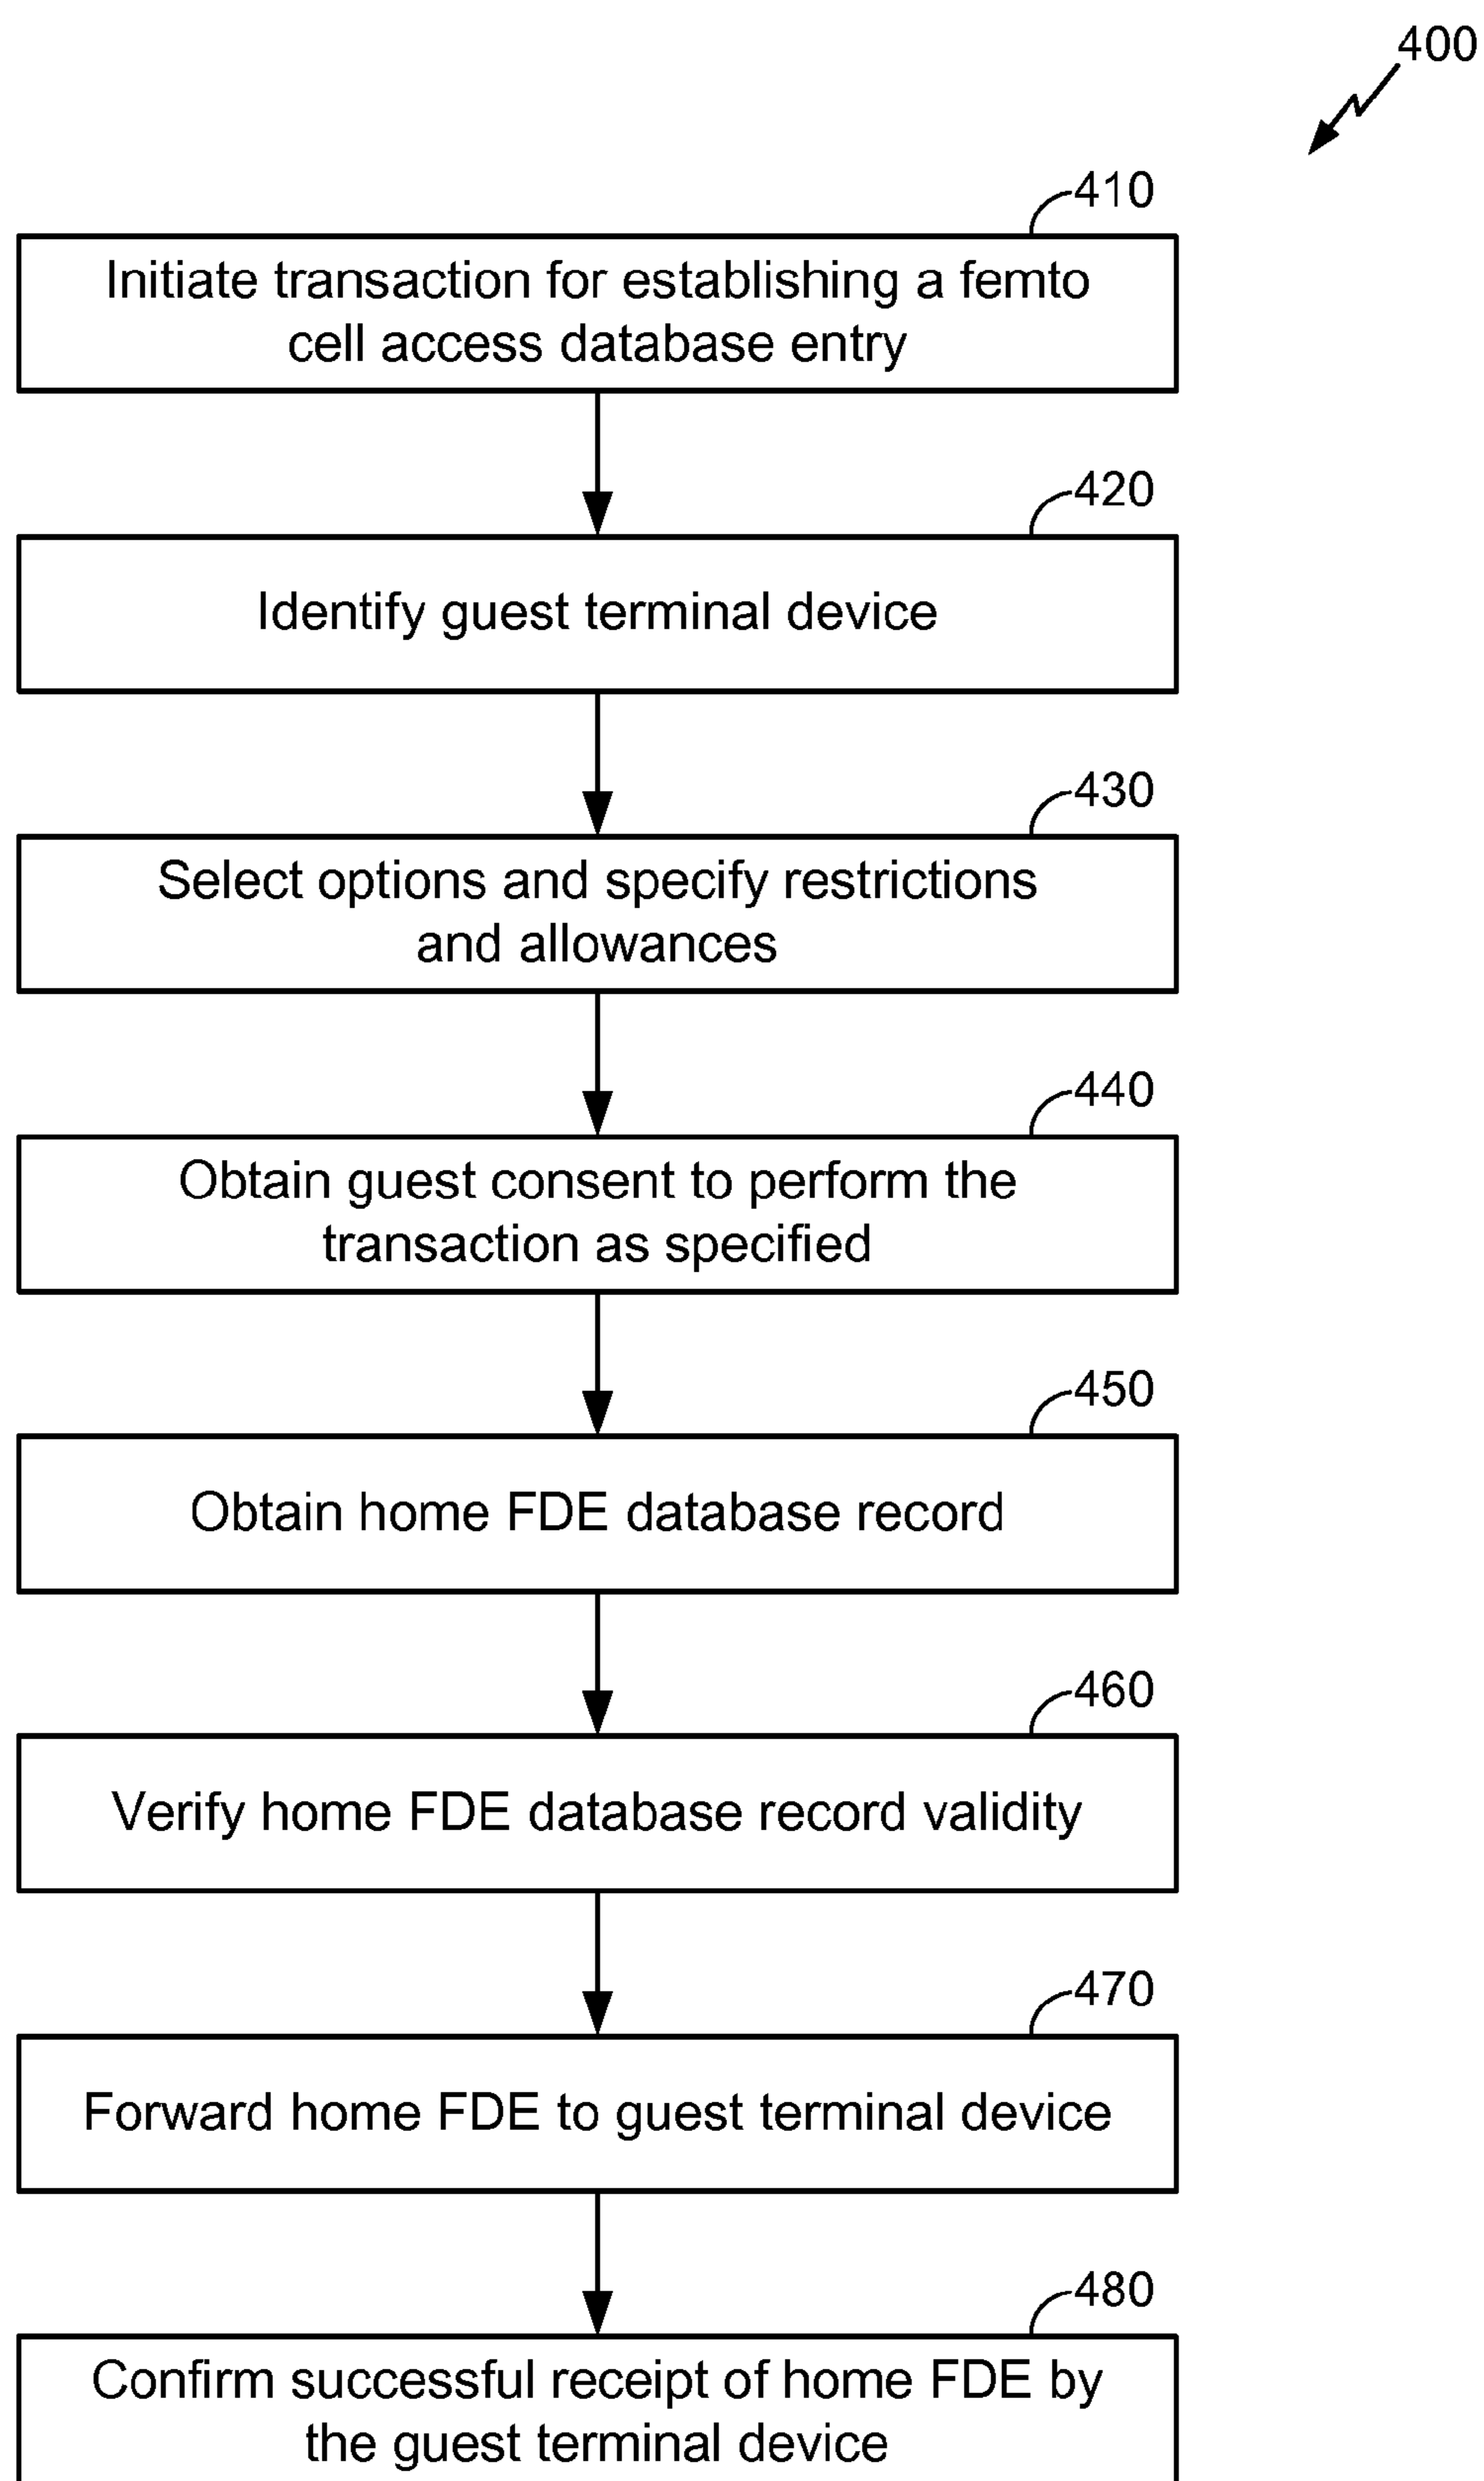 400
410
Initiate transaction for establishing a femto
cell access database entry
420
Identify guest terminal device
430
Select options and specify restrictions
and allowances
440
Obtain guest consent to perform the
transaction as specified
450
Obtain home FDE database record
460
Verify home FDE database record validity
470
Forward home FDE to guest terminal device
480
Confirm successful receipt of home FDE by
the guest terminal device